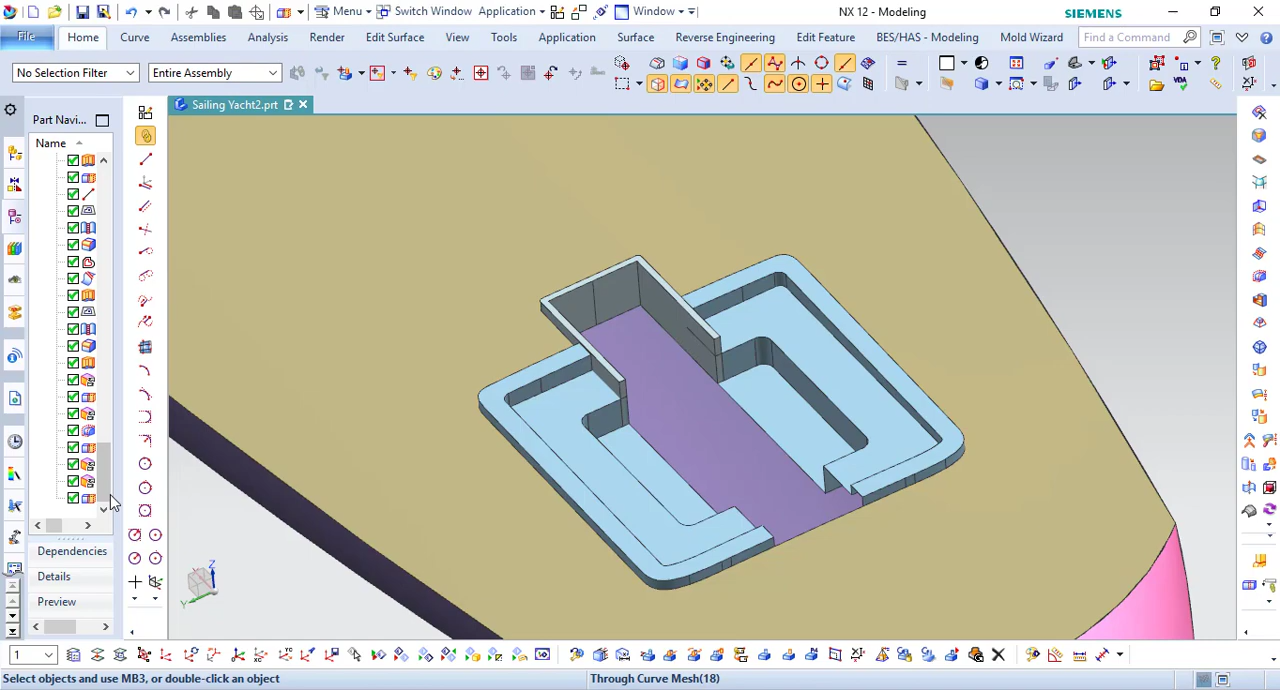 Menu
Switch Window
Application
Window
NX 12 - Modeling
SIEMENS
File
Home
Curve
Assemblies
Analysis
Render
Edit Surface
View
Tools
Application
Surface
Reverse Engineering
Edit Feature
BES/HAS - Modeling
Mold Wizard
Find a Command
No Selection Filter
Entire Assembly
Part Navi...
Sailing Yacht2.prt
Name
Dependencies
Details
Preview
Z
Y
1
Select objects and use MB3, or double-click an object
Through Curve Mesh(18)